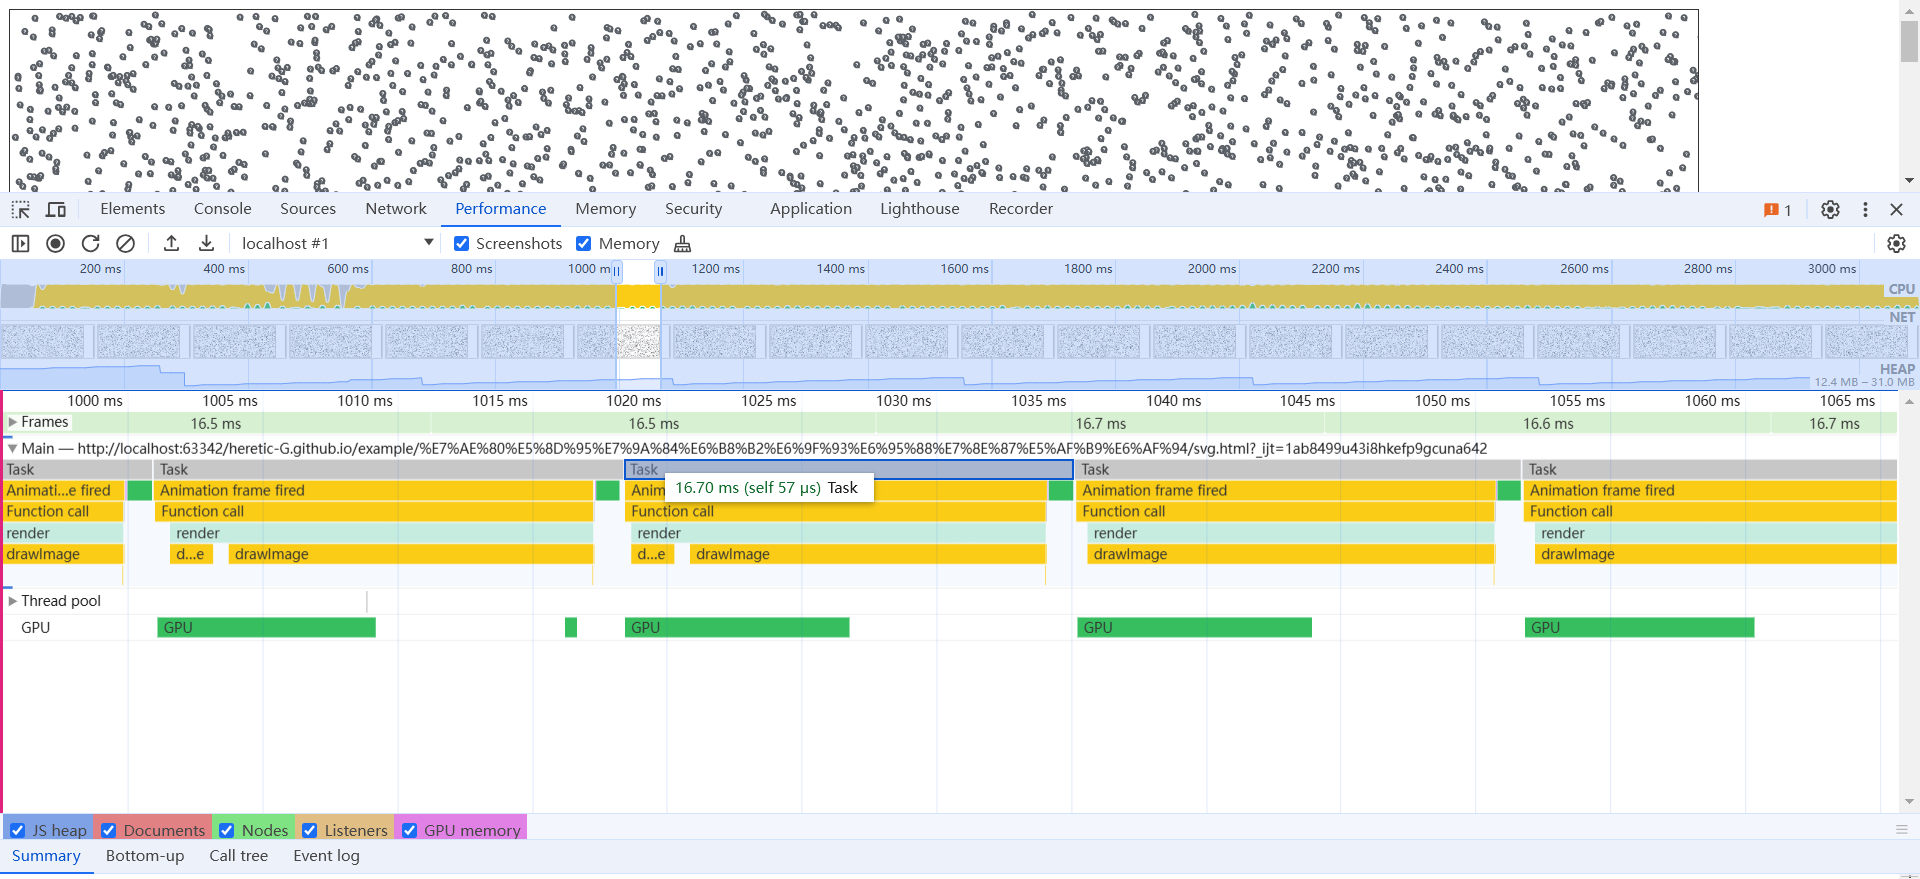 Elements Console Sources Network Performance Memory Security Application Lighthouse Recorder 1
localhost #1 Screenshots Memory
200 ms 400 ms 600 ms 800 ms 1000 m 1200 ms 1400 ms 1600 ms 1800 ms 2000 ms 2200 ms 2400 ms 2600 ms 2800 ms 3000 ms
CPU
NET
HEAP
12.4 MB – 31.0 MB
1000 ms 1005 ms 1010 ms 1015 ms 1020 ms 1025 ms 1030 ms 1035 ms 1040 ms 1045 ms 1050 ms 1055 ms 1060 ms 1065 ms
Frames 16.5 ms 16.5 ms 16.7 ms 16.6 ms 16.7 ms
Main — http://localhost:63342/heretic-G.github.io/example/%E7%AE%80%E5%8D%95%E7%9A%84%E6%B8%B2%E6%9F%93%E6%95%88%E7%8E%87%E5%AF%B9%E6%AF%94/svg.html?_ijt=1ab8499u43i8hkefp9gcuna642
Task Task Task Task Task
Animati...e fired Animation frame fired Anim Animation frame fired Animation frame fired
16.70 ms (self 57 µs) Task
Function call Function call Function call Function call Function call
render render render render render
drawImage d...e drawImage d...e drawImage drawImage drawImage
Thread pool
GPU GPU GPU GPU GPU
JS heap Documents Nodes Listeners GPU memory
Summary Bottom-up Call tree Event log